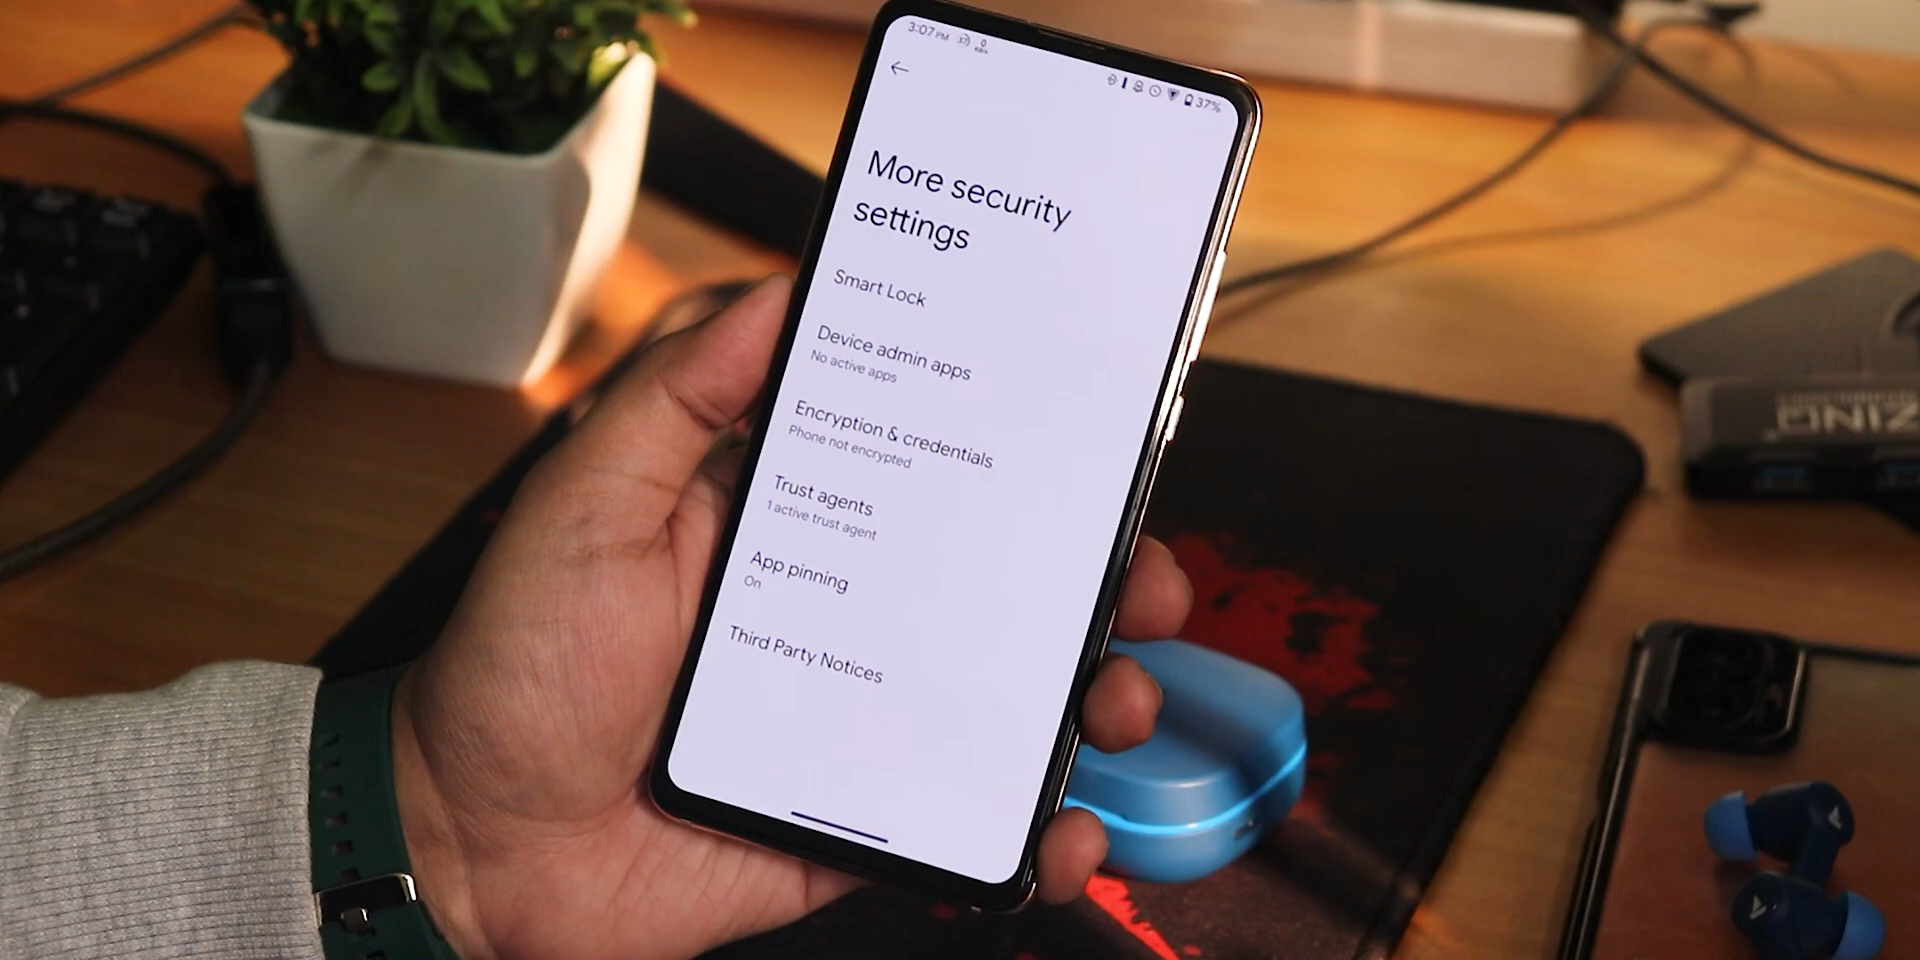 3:07 PM
37%
More security
settings
Smart Lock
Device admin apps
No active apps
Encryption & credentials
Phone not encrypted
Trust agents
1 active trust agent
App pinning
On
Third Party Notices